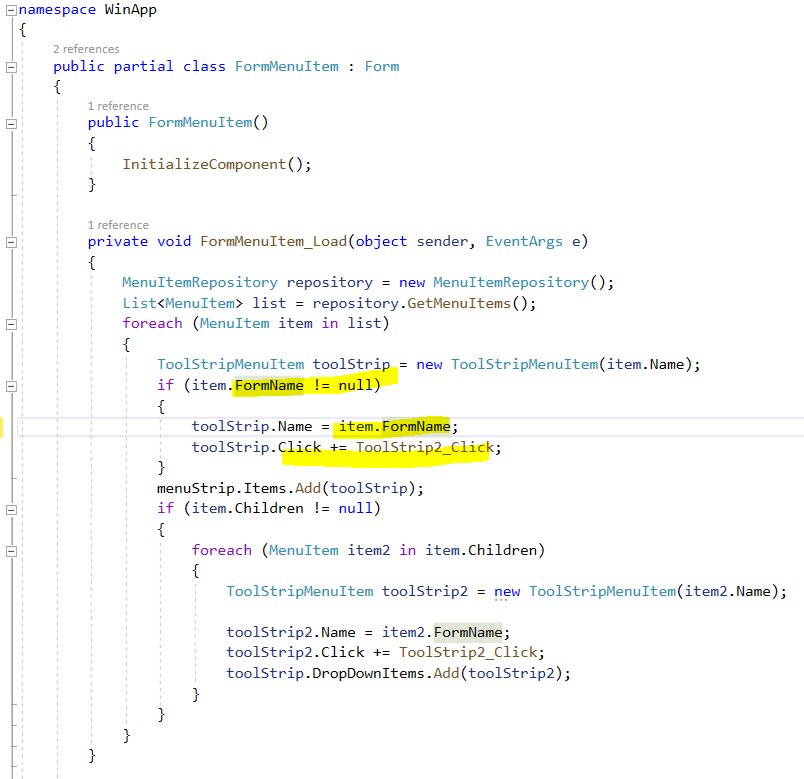 namespace WinApp
{
2 references
public partial class FormMenuItem : Form
{
1 reference
public FormMenuItem()
{
InitializeComponent();
}
1 reference
private void FormMenuItem_Load(object sender, EventArgs e)
{
MenuItemRepository repository = new MenuItemRepository();
List<MenuItem> list = repository.GetMenuItems();
foreach (MenuItem item in list)
{
ToolStripMenuItem toolStrip = new ToolStripMenuItem(item.Name);
if (item.FormName != null)
{
toolStrip.Name = item.FormName;
toolStrip.Click += ToolStrip2_Click;
}
menuStrip.Items.Add(toolStrip);
if (item.Children != null)
{
foreach (MenuItem item2 in item.Children)
{
ToolStripMenuItem toolStrip2 = new ToolStripMenuItem(item2.Name);
toolStrip2.Name = item2.FormName;
toolStrip2.Click += ToolStrip2_Click;
toolStrip.DropDownItems.Add(toolStrip2);
}
}
}
}